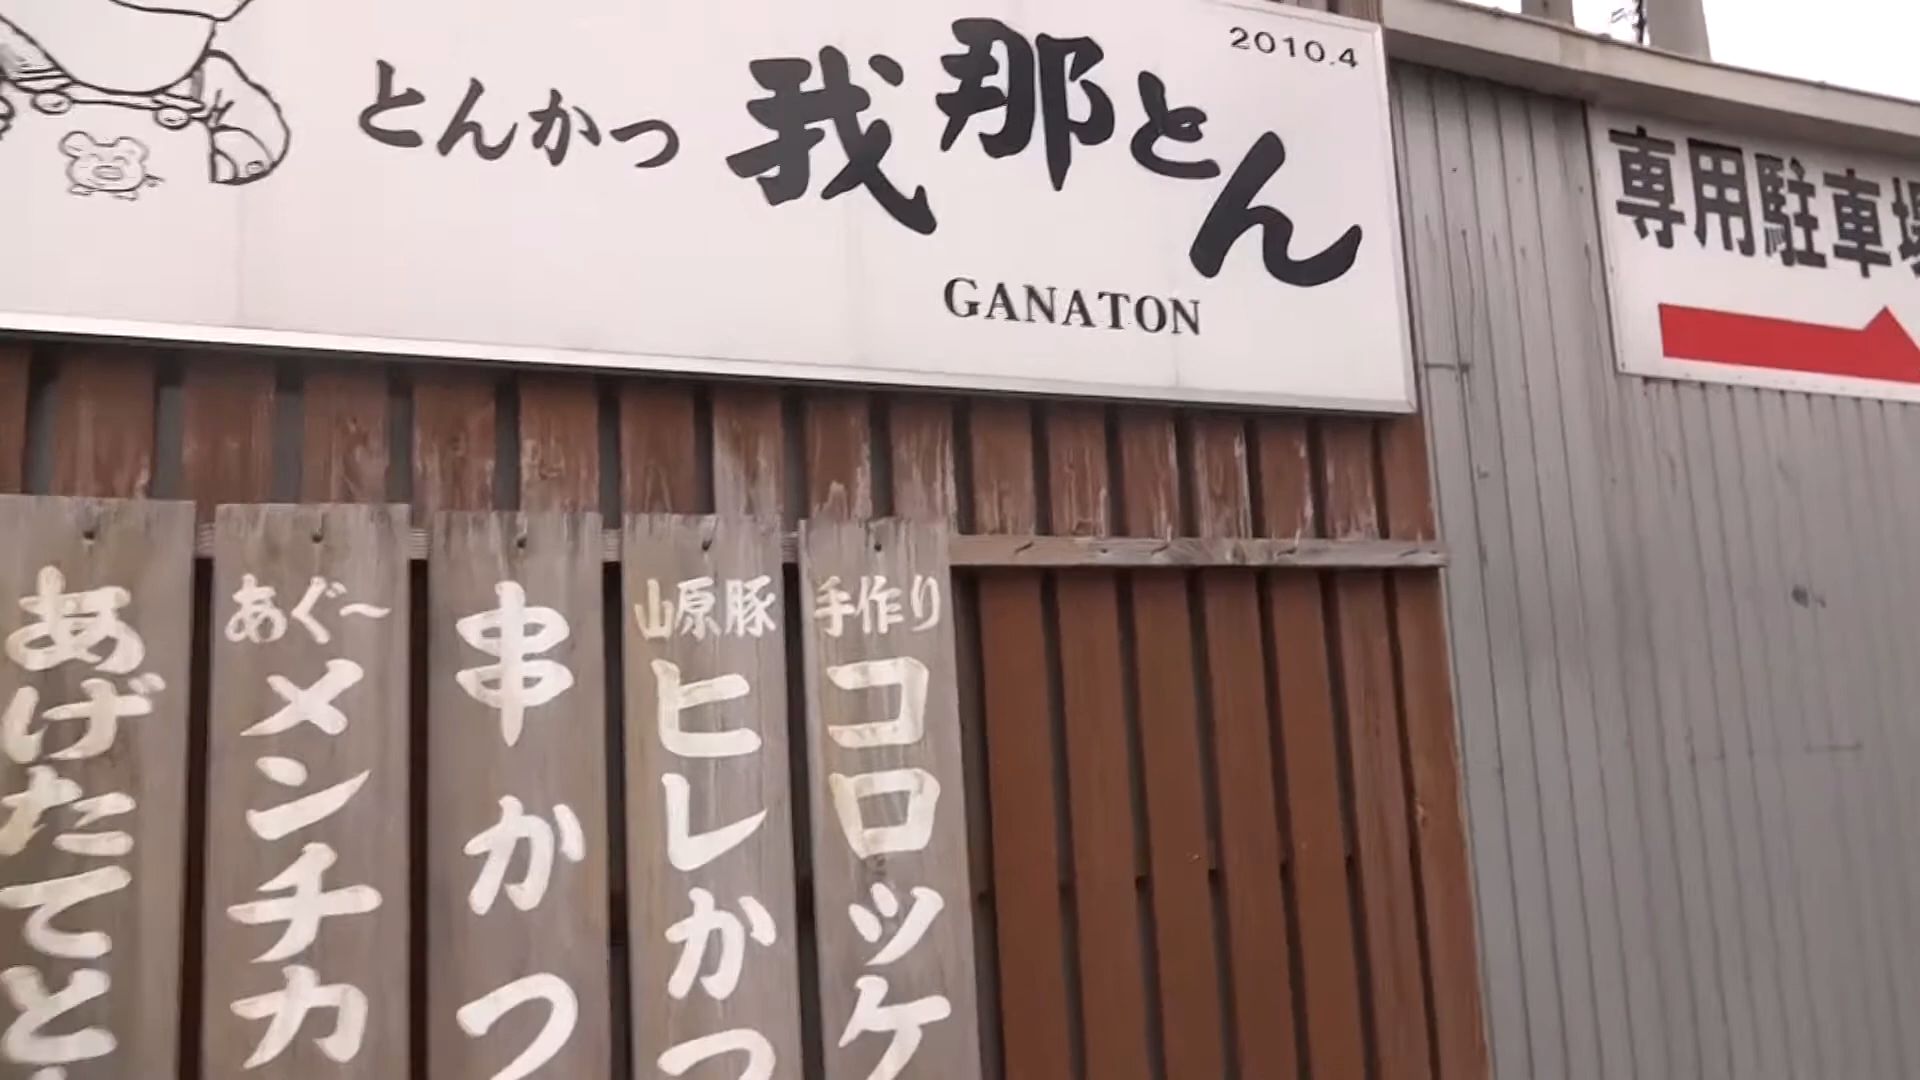 2010.4
とんかつ 我那とん
GANATON
専用駐車場
手作り
コロッケ
山原豚
ヒレかつ
串かつ
あぐ〜
メンチカ
あげたてと